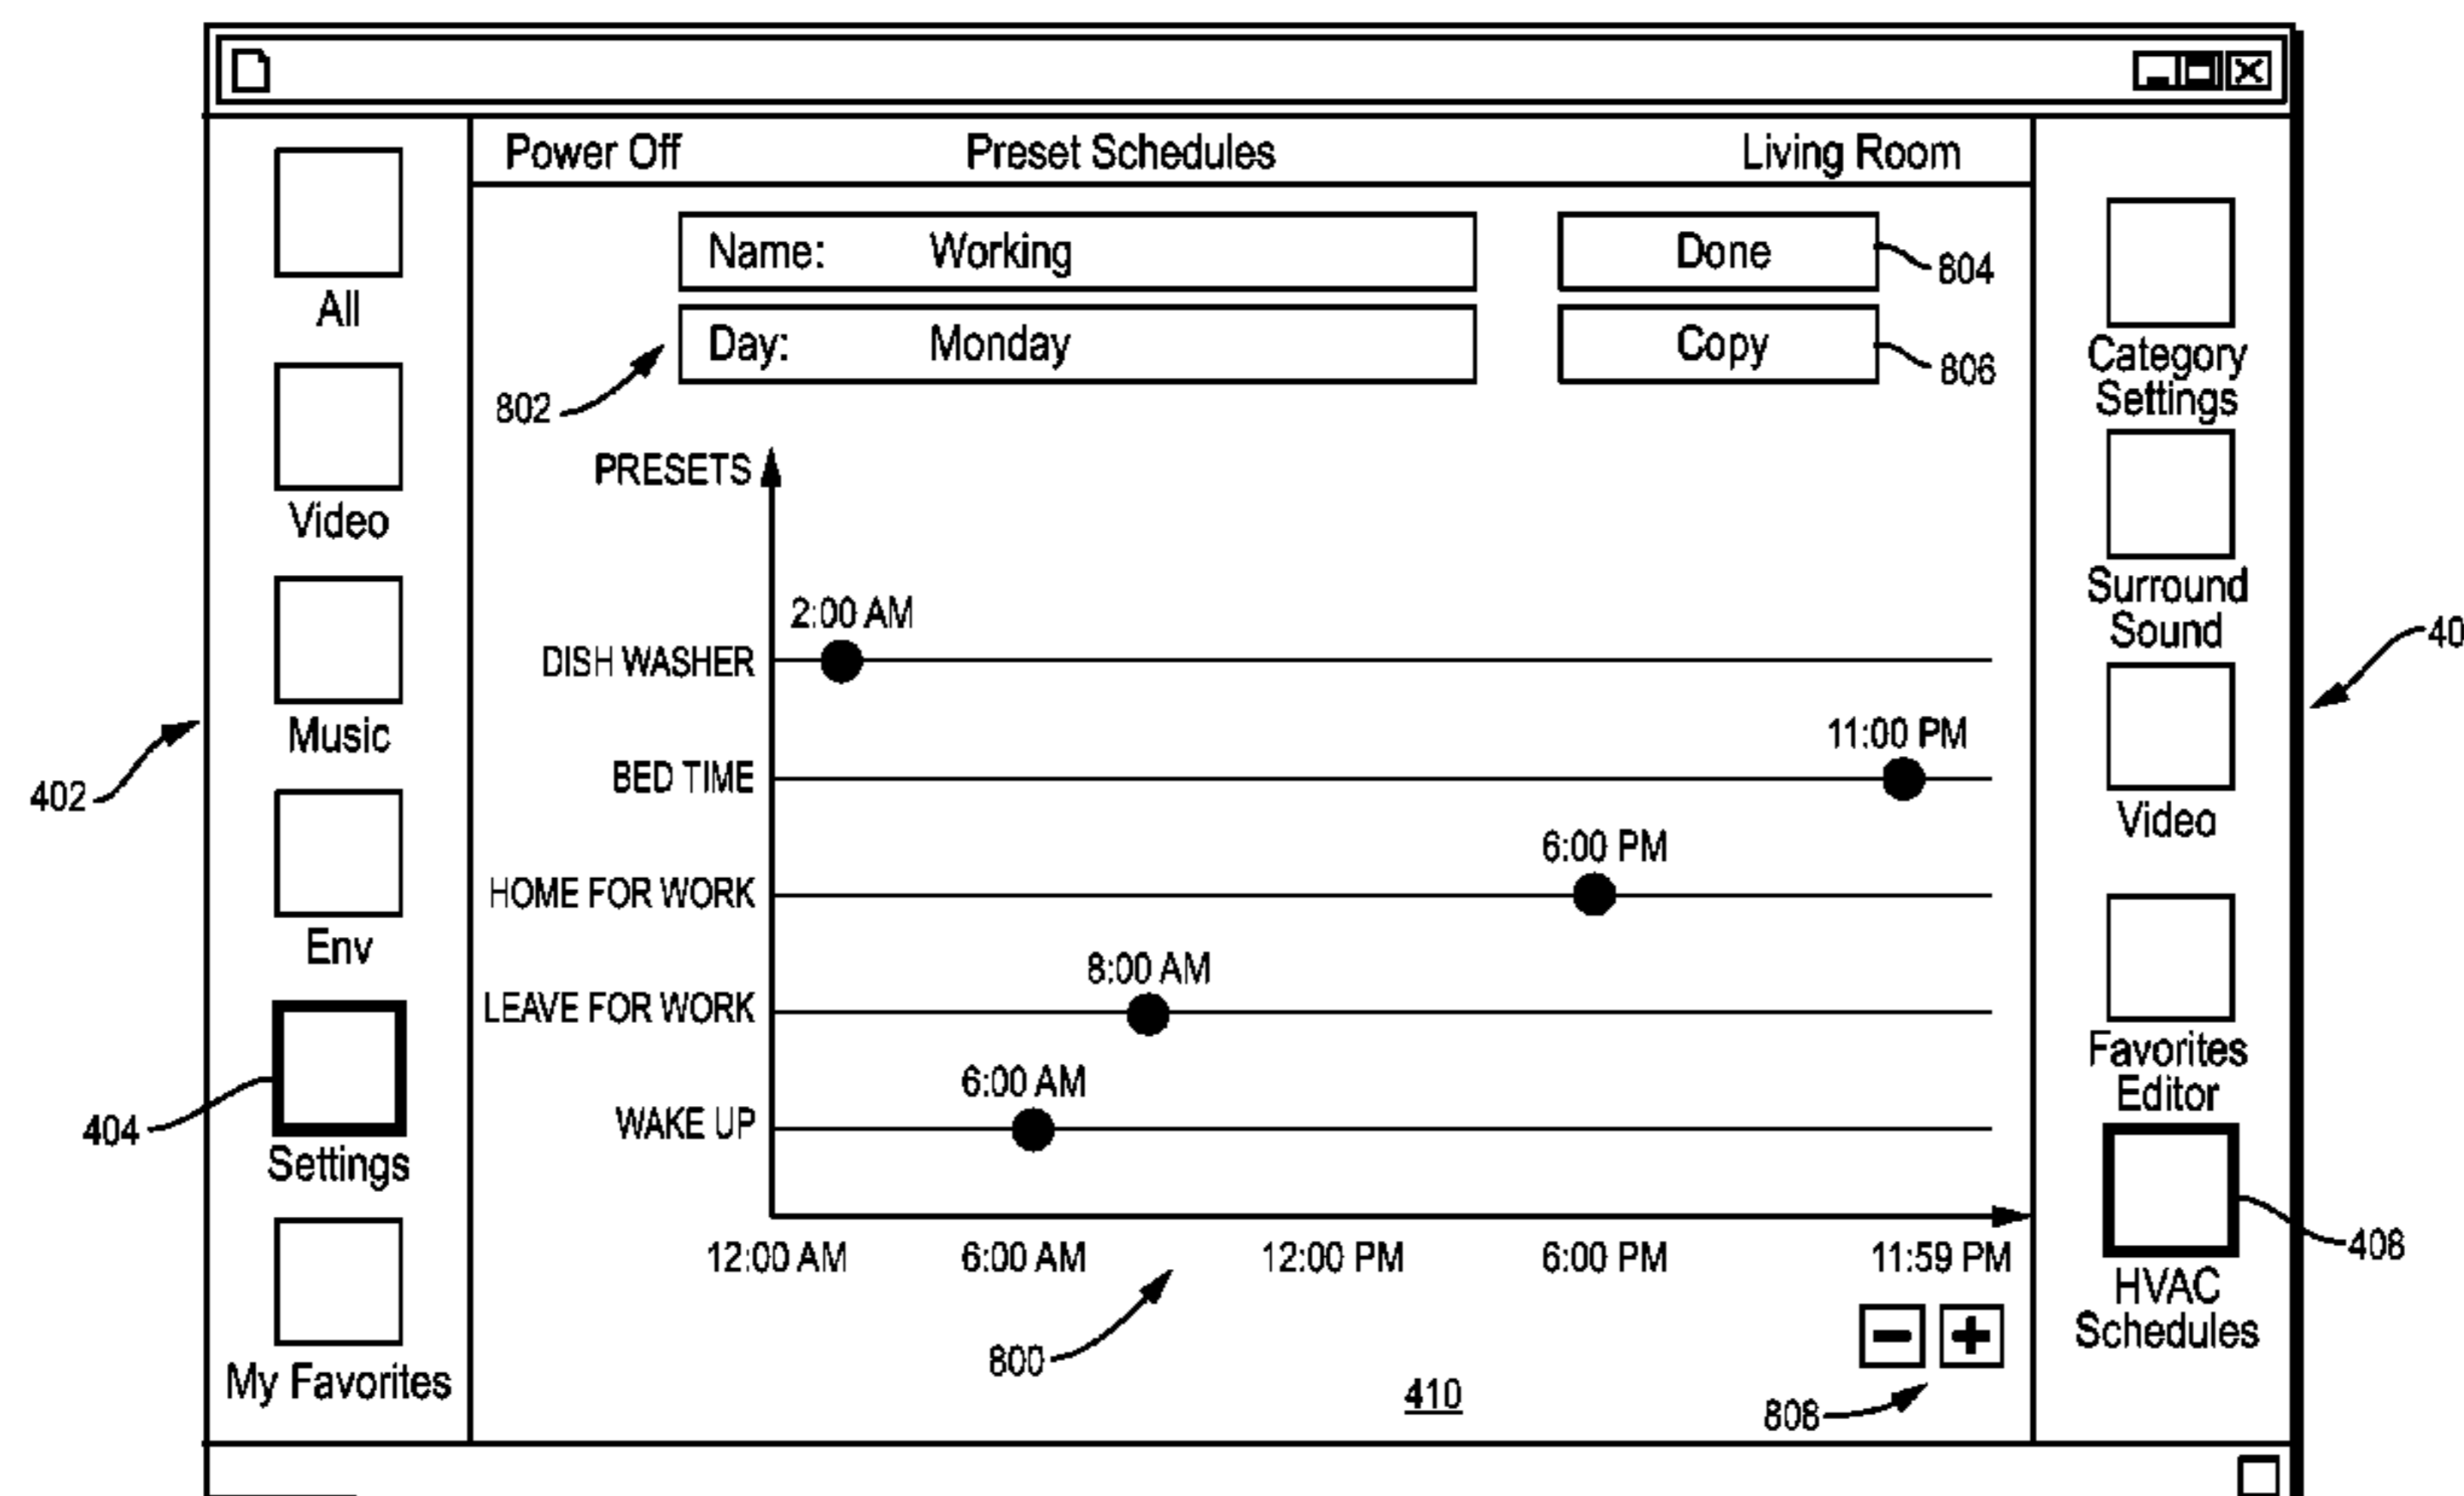 Power Off Preset Schedules Living Room
Name: Working
Done
804
Day: Monday
Copy
806
802
All
Video
Music
Env
Settings
My Favorites
402
404
PRESETS
2:00 AM
DISH WASHER
11:00 PM
BED TIME
6:00 PM
HOME FOR WORK
8:00 AM
LEAVE FOR WORK
6:00 AM
WAKE UP
12:00 AM 6:00 AM 12:00 PM 6:00 PM 11:59 PM
800
410
808
Category
Settings
Surround
Sound
Video
Favorites
Editor
HVAC
Schedules
40
408